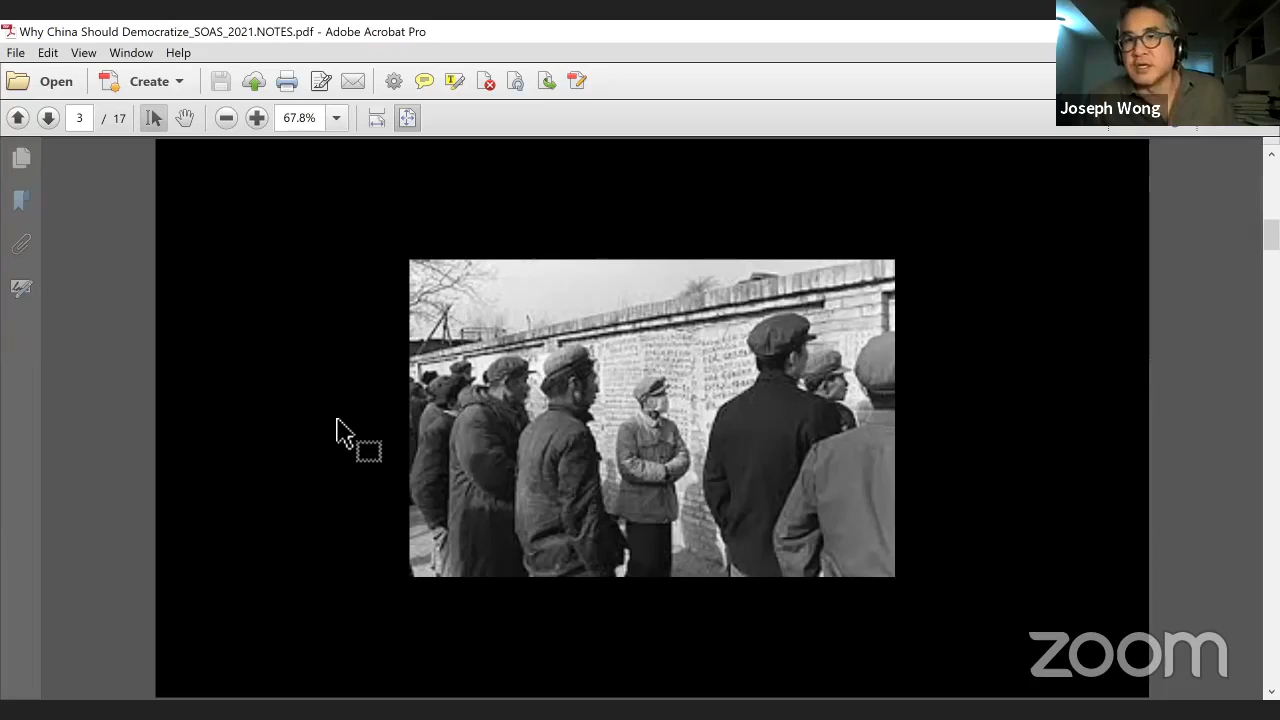 Why China Should Democratize_SOAS_2021.NOTES.pdf - Adobe Acrobat Pro
File Edit View Window Help
Open Create
3 / 17 67.8%
Joseph Wong
zoom